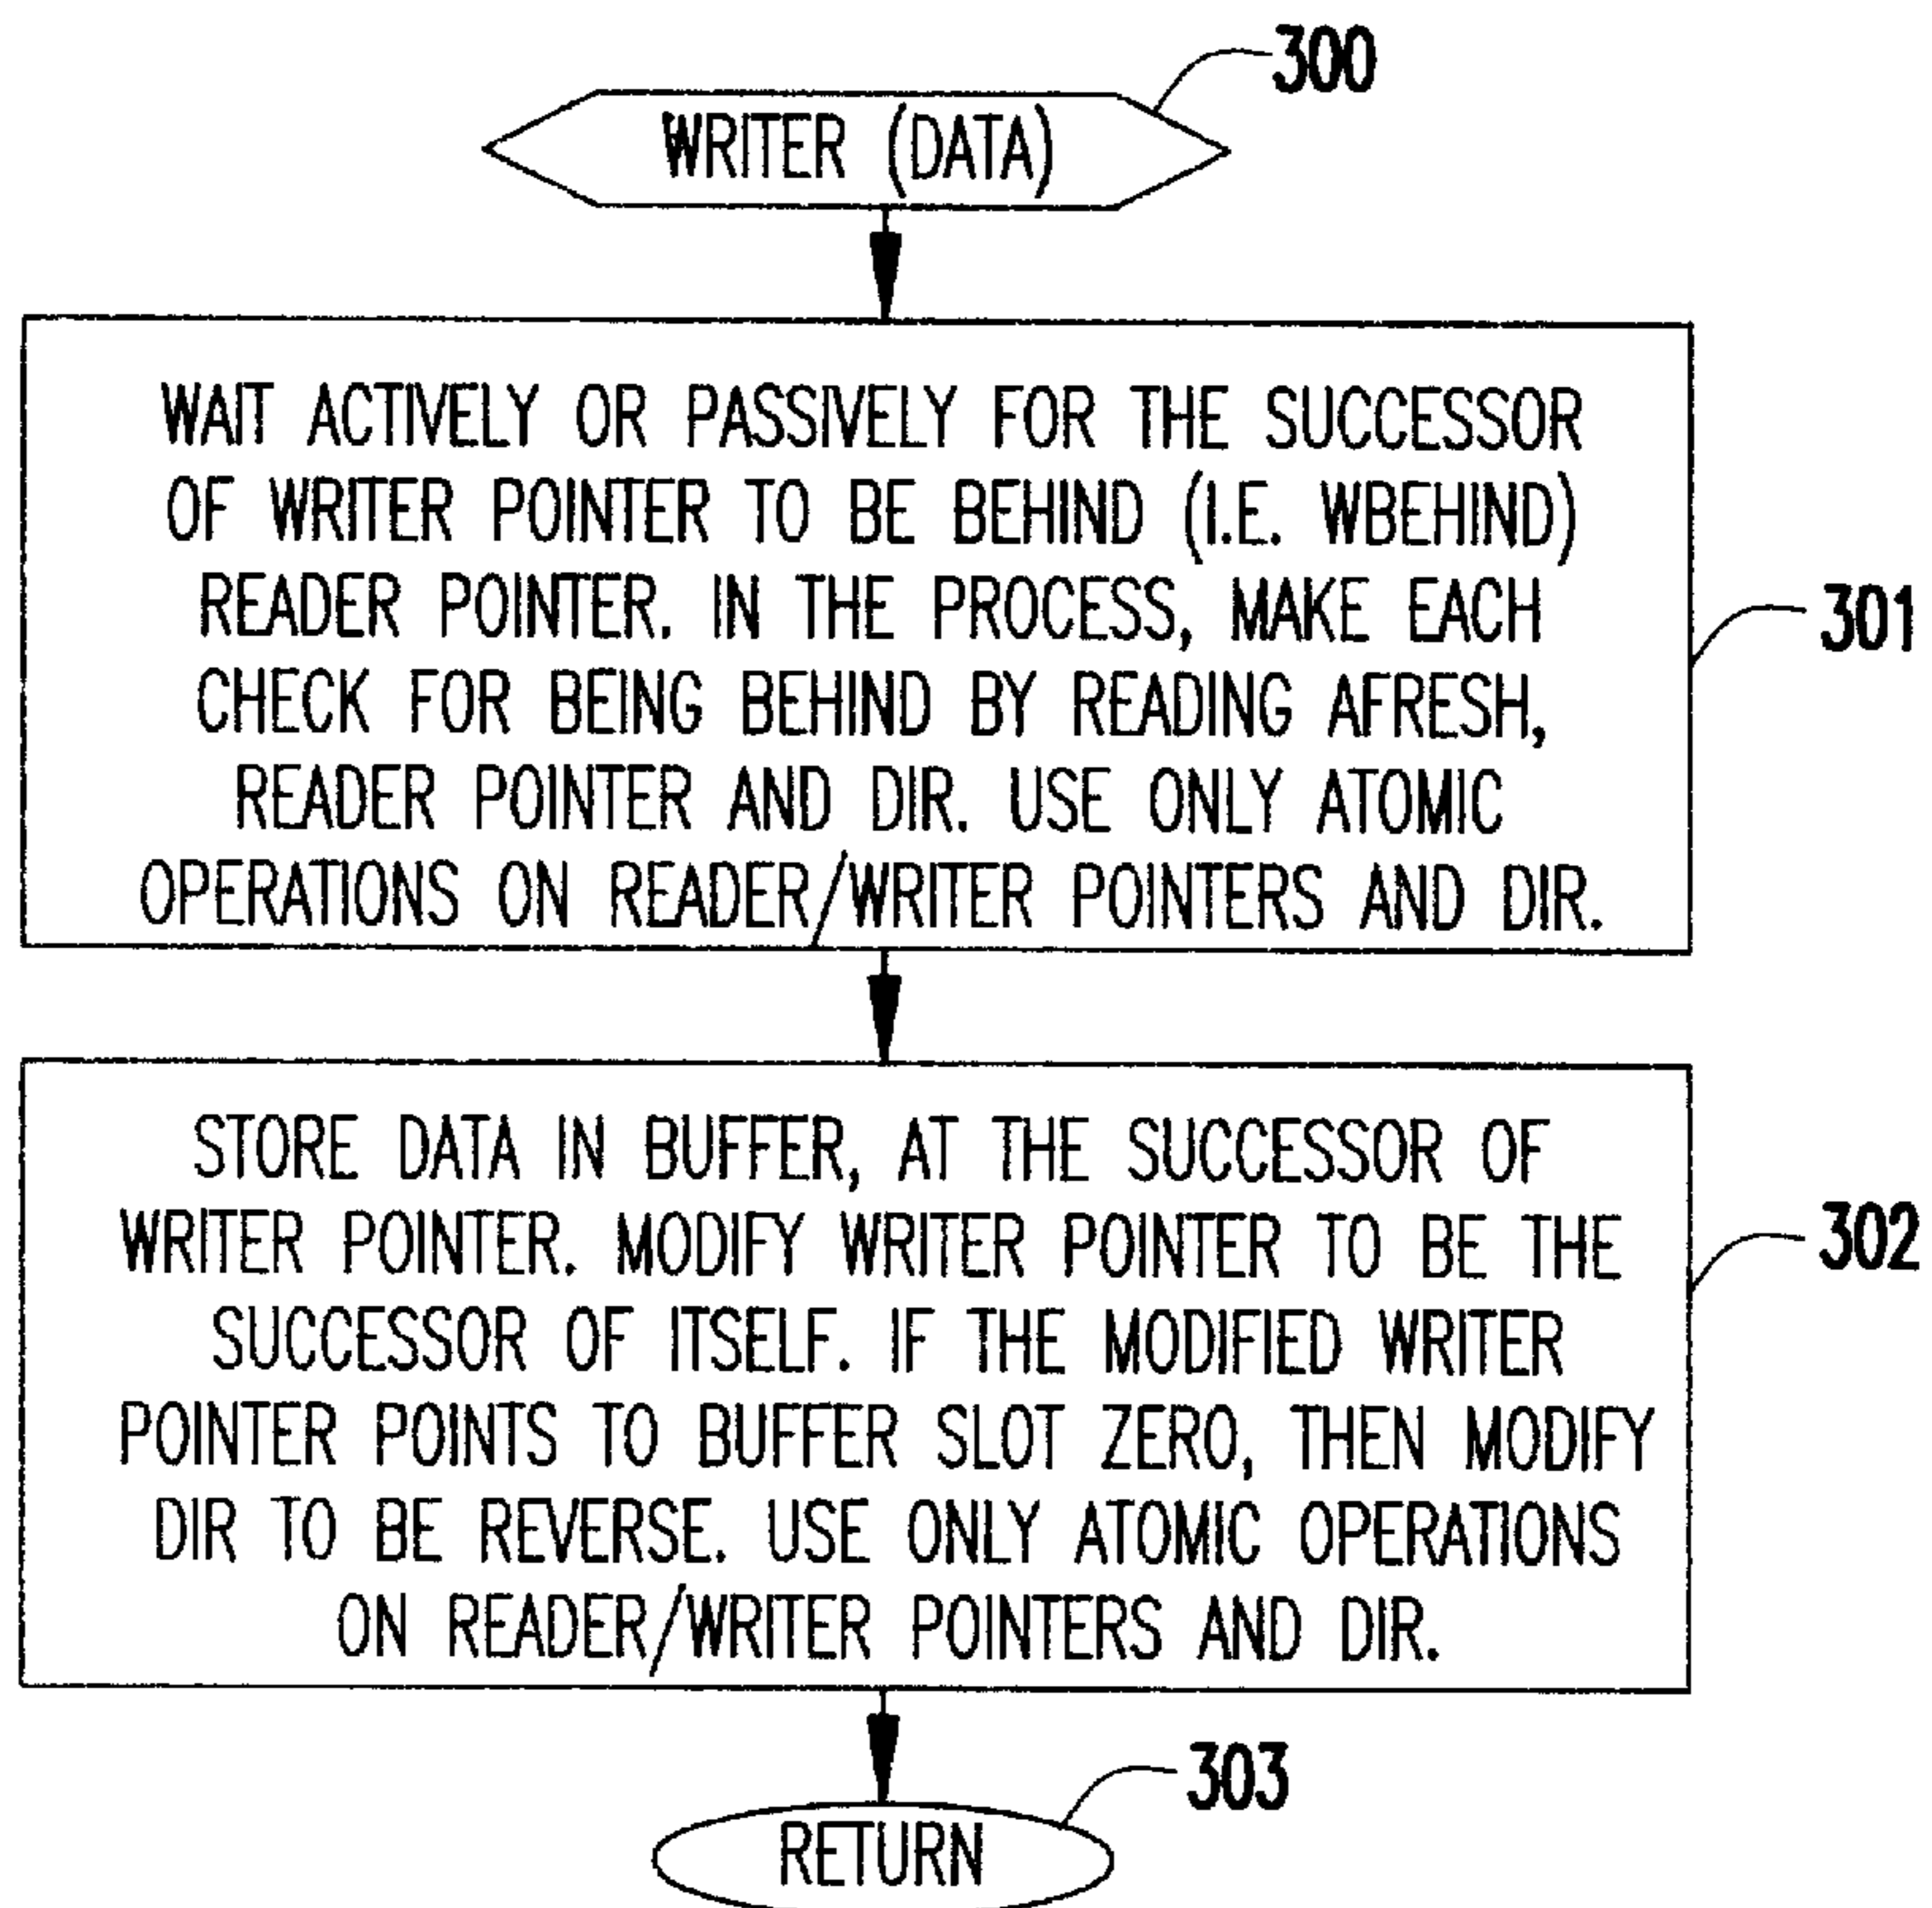 300
WRITER (DATA)
WAIT ACTIVELY OR PASSIVELY FOR THE SUCCESSOR
OF WRITER POINTER TO BE BEHIND (I.E. WBEHIND)
READER POINTER. IN THE PROCESS, MAKE EACH
CHECK FOR BEING BEHIND BY READING AFRESH,
READER POINTER AND DIR. USE ONLY ATOMIC
OPERATIONS ON READER/WRITER POINTERS AND DIR.
301
STORE DATA IN BUFFER, AT THE SUCCESSOR OF
WRITER POINTER. MODIFY WRITER POINTER TO BE THE
SUCCESSOR OF ITSELF. IF THE MODIFIED WRITER
POINTER POINTS TO BUFFER SLOT ZERO, THEN MODIFY
DIR TO BE REVERSE. USE ONLY ATOMIC OPERATIONS
ON READER/WRITER POINTERS AND DIR.
302
303
RETURN